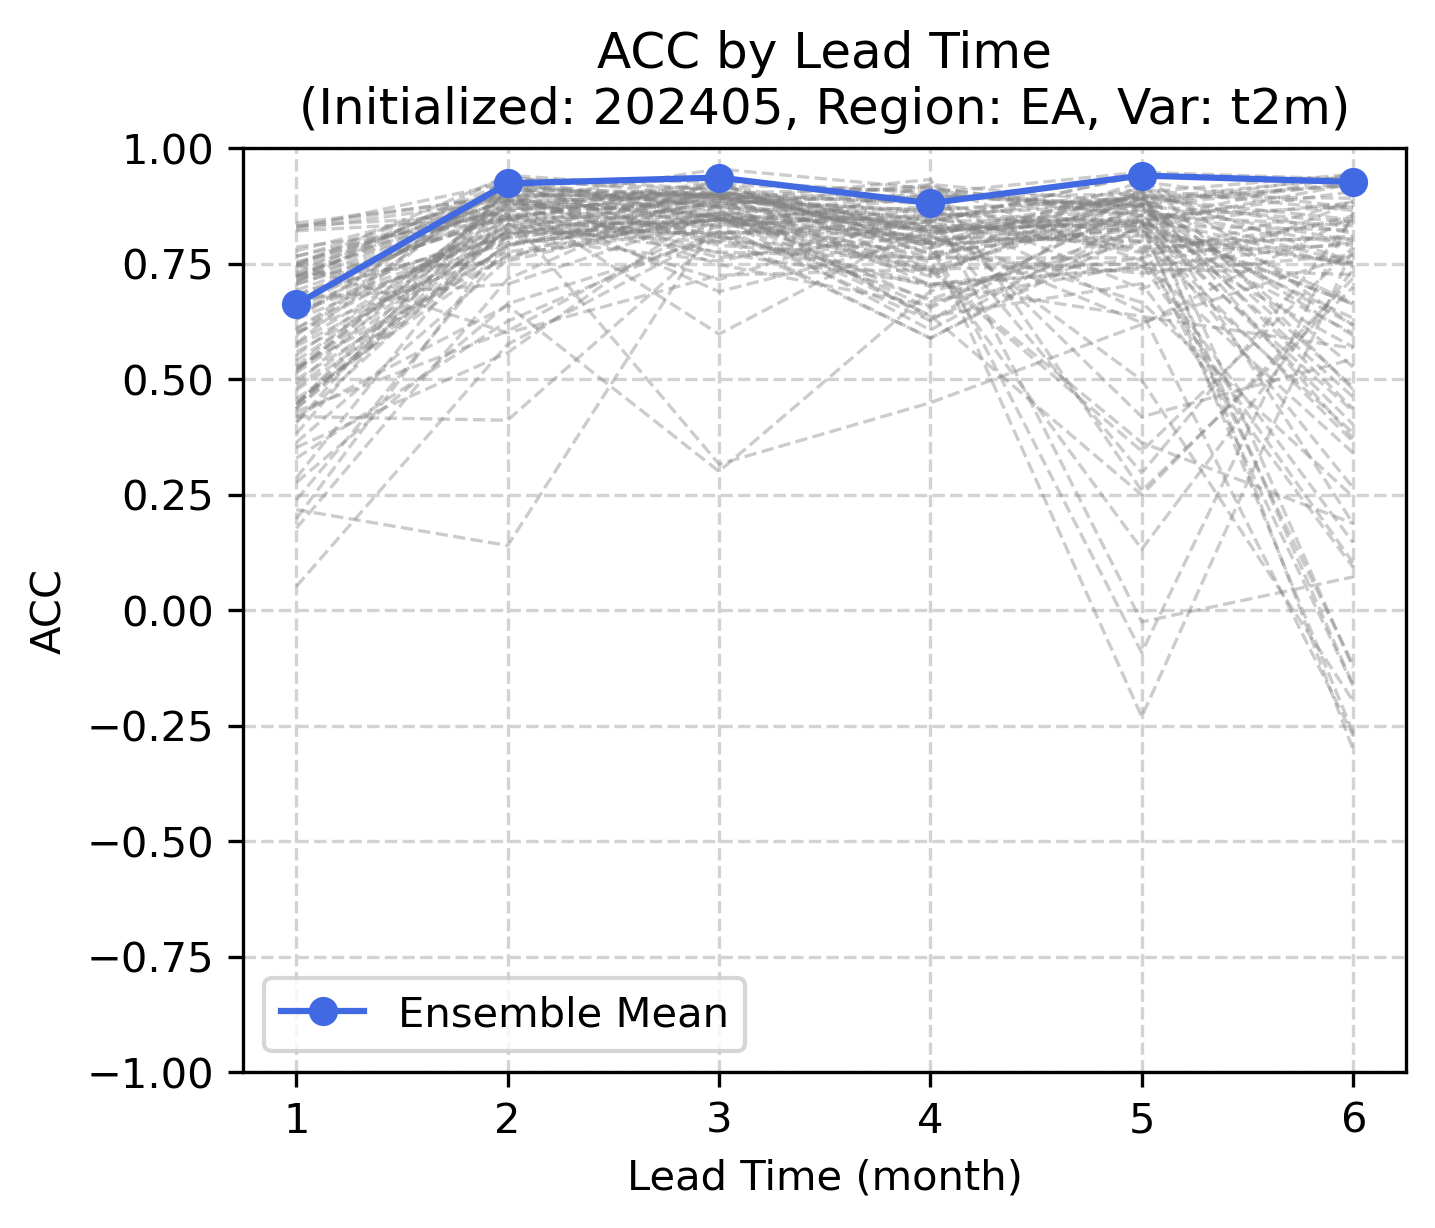 ACC by Lead Time
(Initialized: 202405, Region: EA, Var: t2m)
1.00
0.75
0.50
0.25
0.00
−0.25
−0.50
−0.75
−1.00
ACC
Ensemble Mean
1 2 3 4 5 6
Lead Time (month)